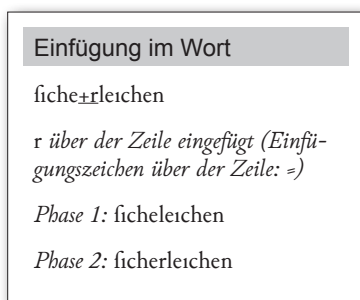 Einfügung im Wort
ſiche+rleıchen
r über der Zeile eingefügt (Einfü-
gungszeichen über der Zeile: ⸗)
Phase 1: ſicheleıchen
Phase 2: ſicherleıchen